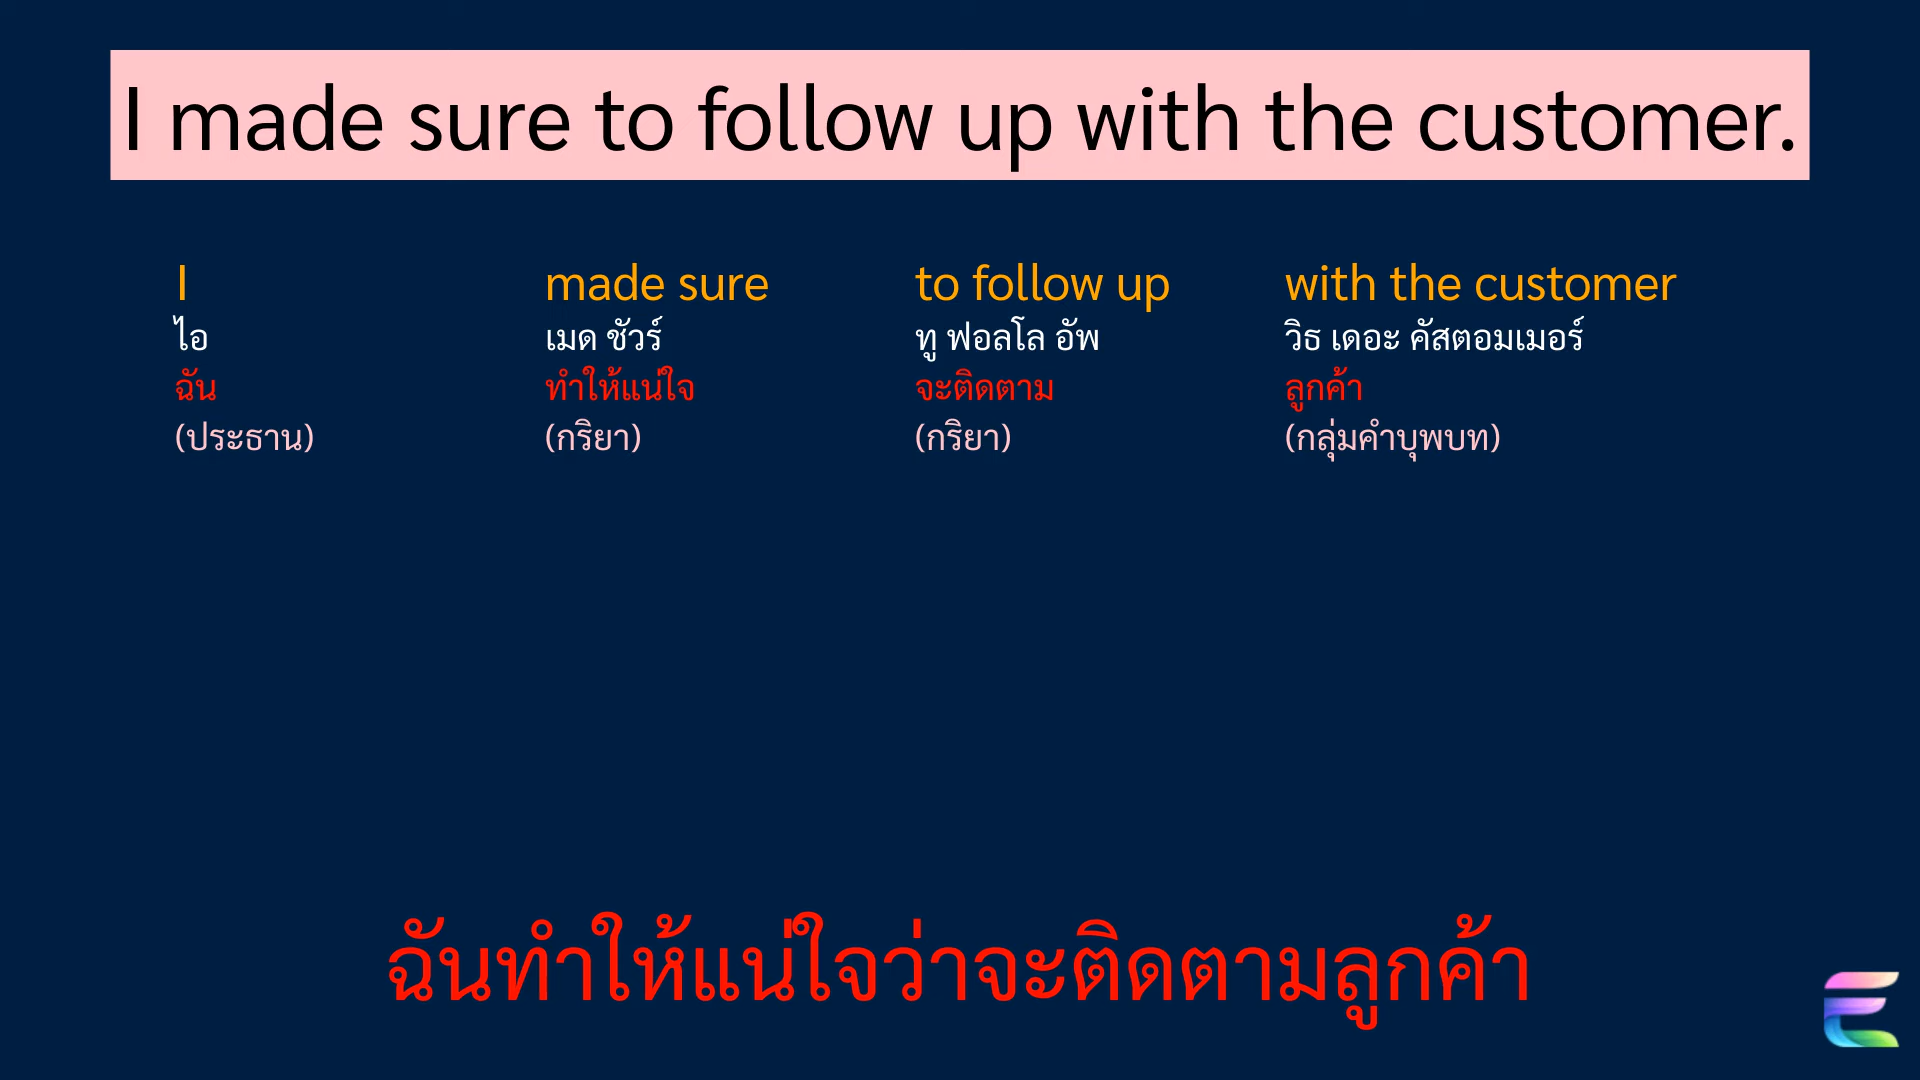 I made sure to follow up with the customer.
I made sure to follow up with the customer
ไอ เมด ชัวร์ ทู ฟอลโล อัพ วิธ เดอะ คัสตอมเมอร์
ฉัน ทำให้แน่ใจ จะติดตาม ลูกค้า
(ประธาน) (กริยา) (กริยา) (กลุ่มคำบุพบท)
ฉันทำให้แน่ใจว่าจะติดตามลูกค้า